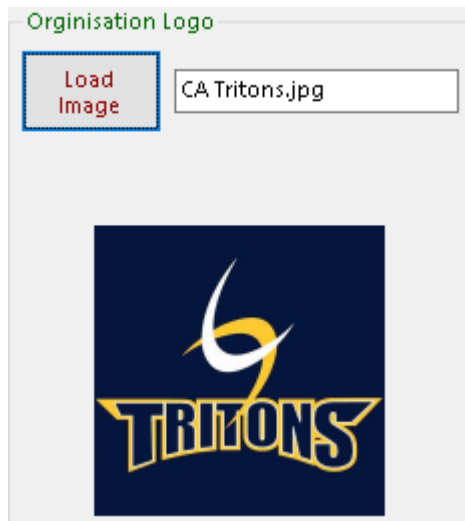 Orginisation Logo
Load
Image
CA Tritons.jpg
TRITONS